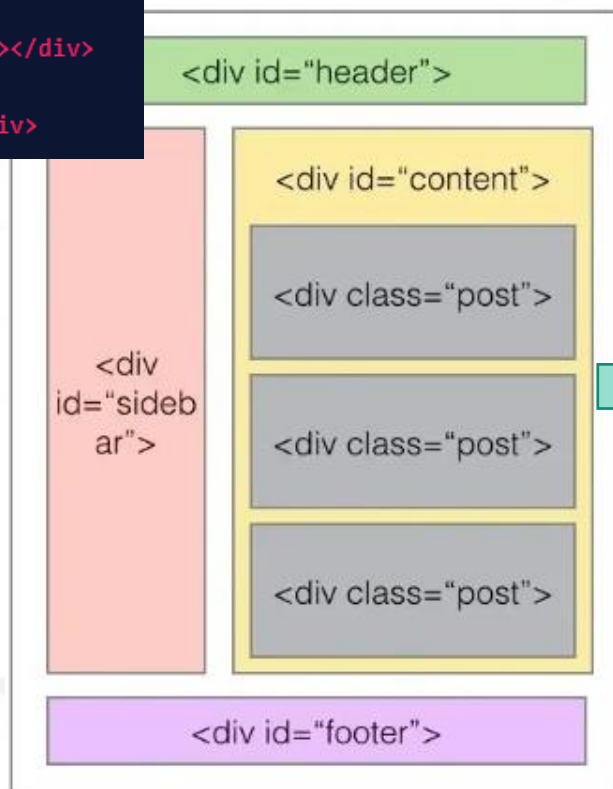 ></div>
iv>
<div id=“header”>
<div
id=“sideb
ar”>
<div id=“content”>
<div class=“post”>
<div class=“post”>
<div class=“post”>
<div id=“footer”>